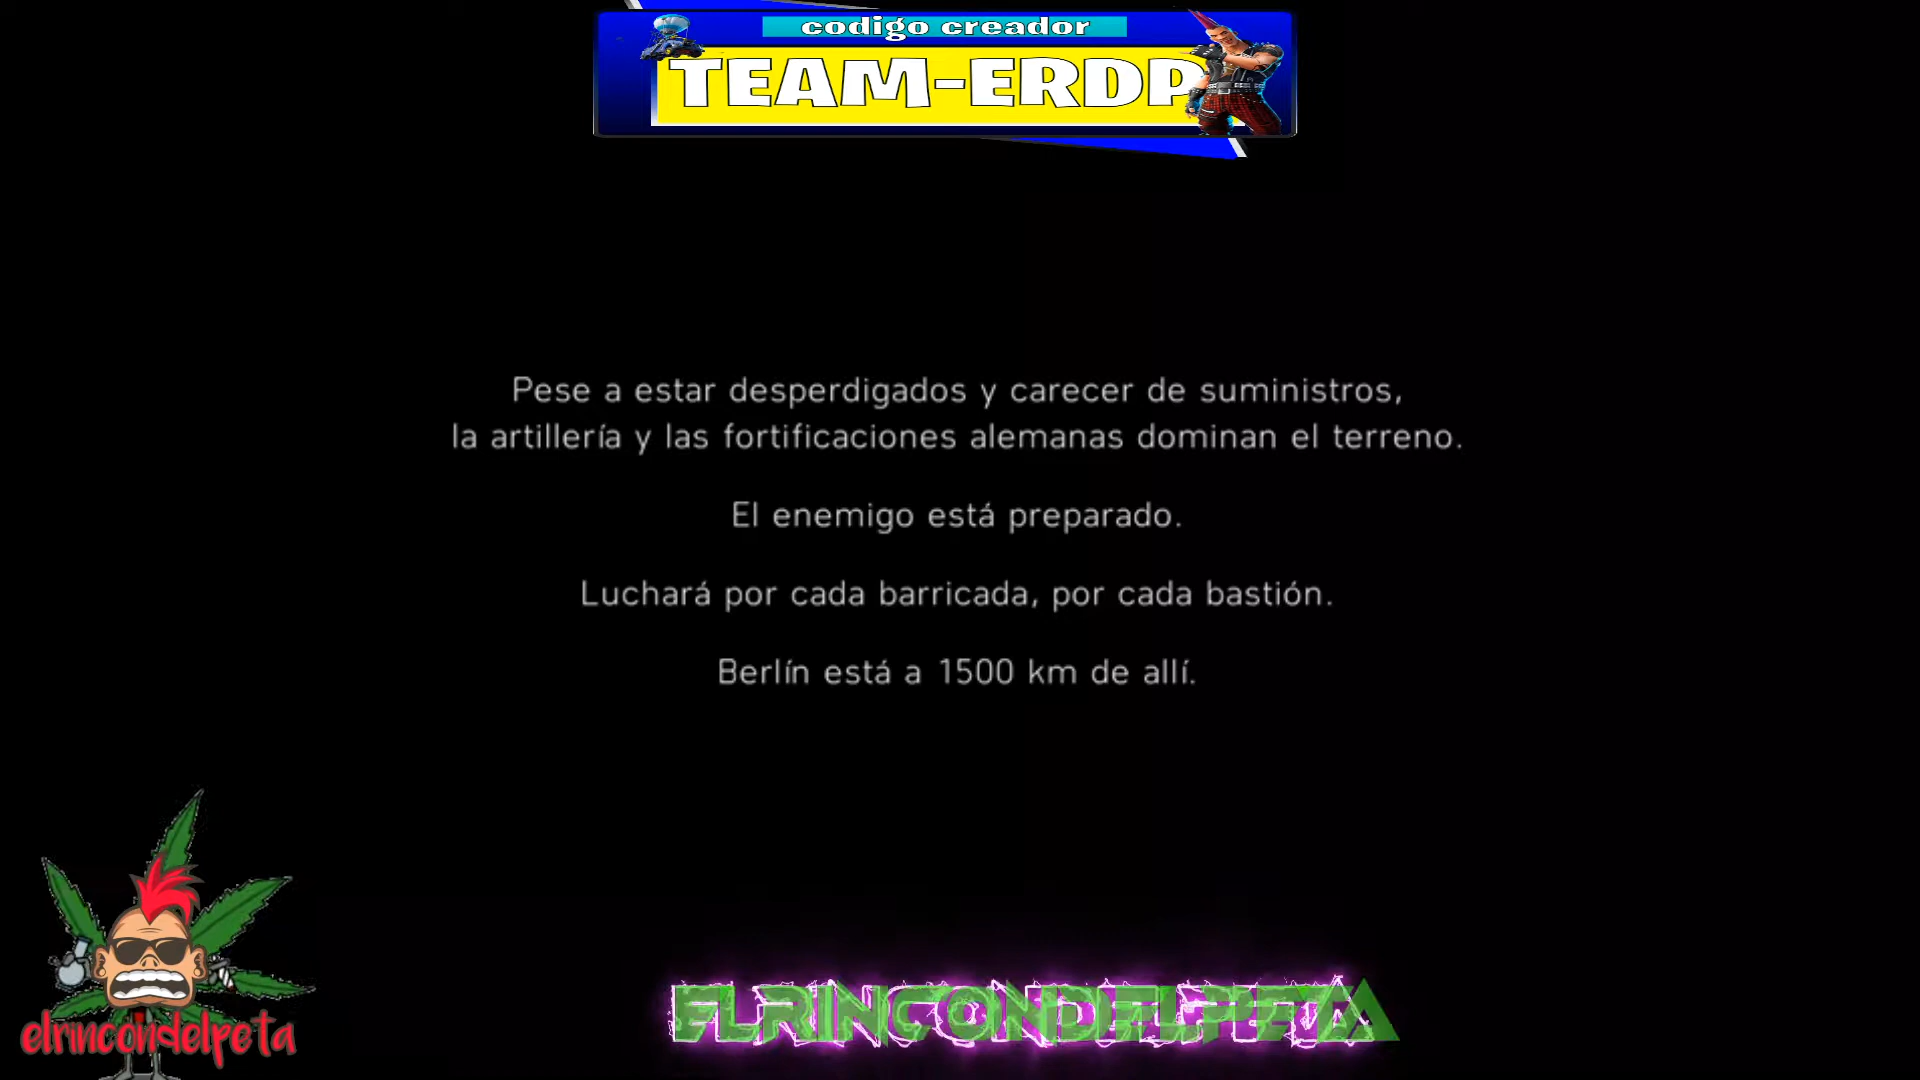 codigo creador
TEAM-ERDP
Pese a estar desperdigados y carecer de suministros,
la artillería y las fortificaciones alemanas dominan el terreno.
El enemigo está preparado.
Luchará por cada barricada, por cada bastión.
Berlín está a 1500 km de allí.
elrincondelpeta
ELRINCONDELPETA